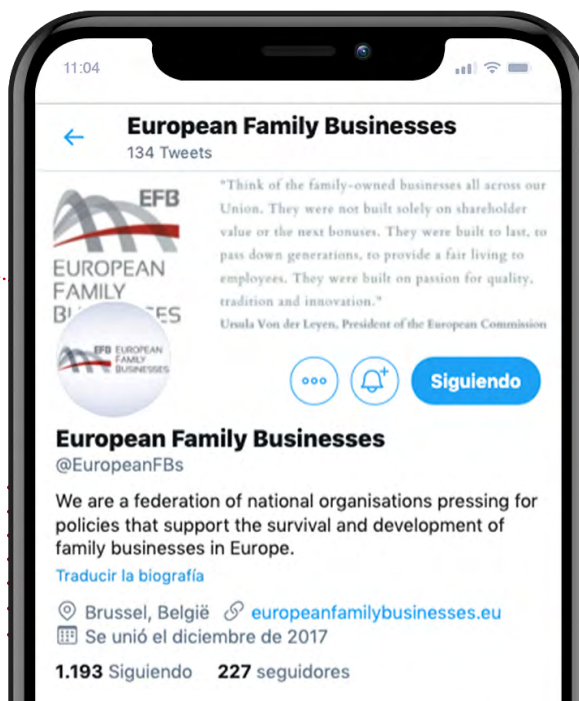 11:04
European Family Businesses
134 Tweets
EFB
EUROPEAN
FAMILY
"Think of the family-owned businesses all across our
Union. They were not built solely on shareholder
value or the next bonuses. They were built to last, to
pass down generations, to provide a fair living to
employees. They were built on passion for quality,
tradition and innovation."
Ursula Von der Leyen, President of the European Commission
EFB EUROPEAN
FAMILY
BUSINESSES
Siguiendo
European Family Businesses
@EuropeanFBs
We are a federation of national organisations pressing for
policies that support the survival and development of
family businesses in Europe.
Traducir la biografía
Brussel, België europeanfamilybusinesses.eu
Se unió el diciembre de 2017
1.193 Siguiendo 227 seguidores